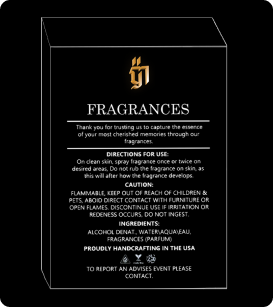 FRAGRANCES
Thank you for trusting us to capture the essence
of your most cherished memories through our
fragrances.
DIRECTIONS FOR USE:
On clean skin, spray fragrance once or twice on
desired areas. Do not rub the fragrance on skin, as
this will after how the fragrance develops.
CAUTION:
FLAMMABLE, KEEP OUT OF REACH OF CHILDREN &
PETS, ABOID DIRECT CONTACT WITH FURNITURE OR
OPEN FLAMES. DISCONTINUE USE IF IRRITATION OR
REDENESS OCCURS, DO NOT INGEST.
INGREDIENTS:
ALCOHOL DENAT., WATER\AQUA\EAU,
FRAGRANCES (PARFUM)
PROUDLY HANDCRAFTING IN THE USA
TO REPORT AN ADVISES EVENT PLEASE
CONTACT.